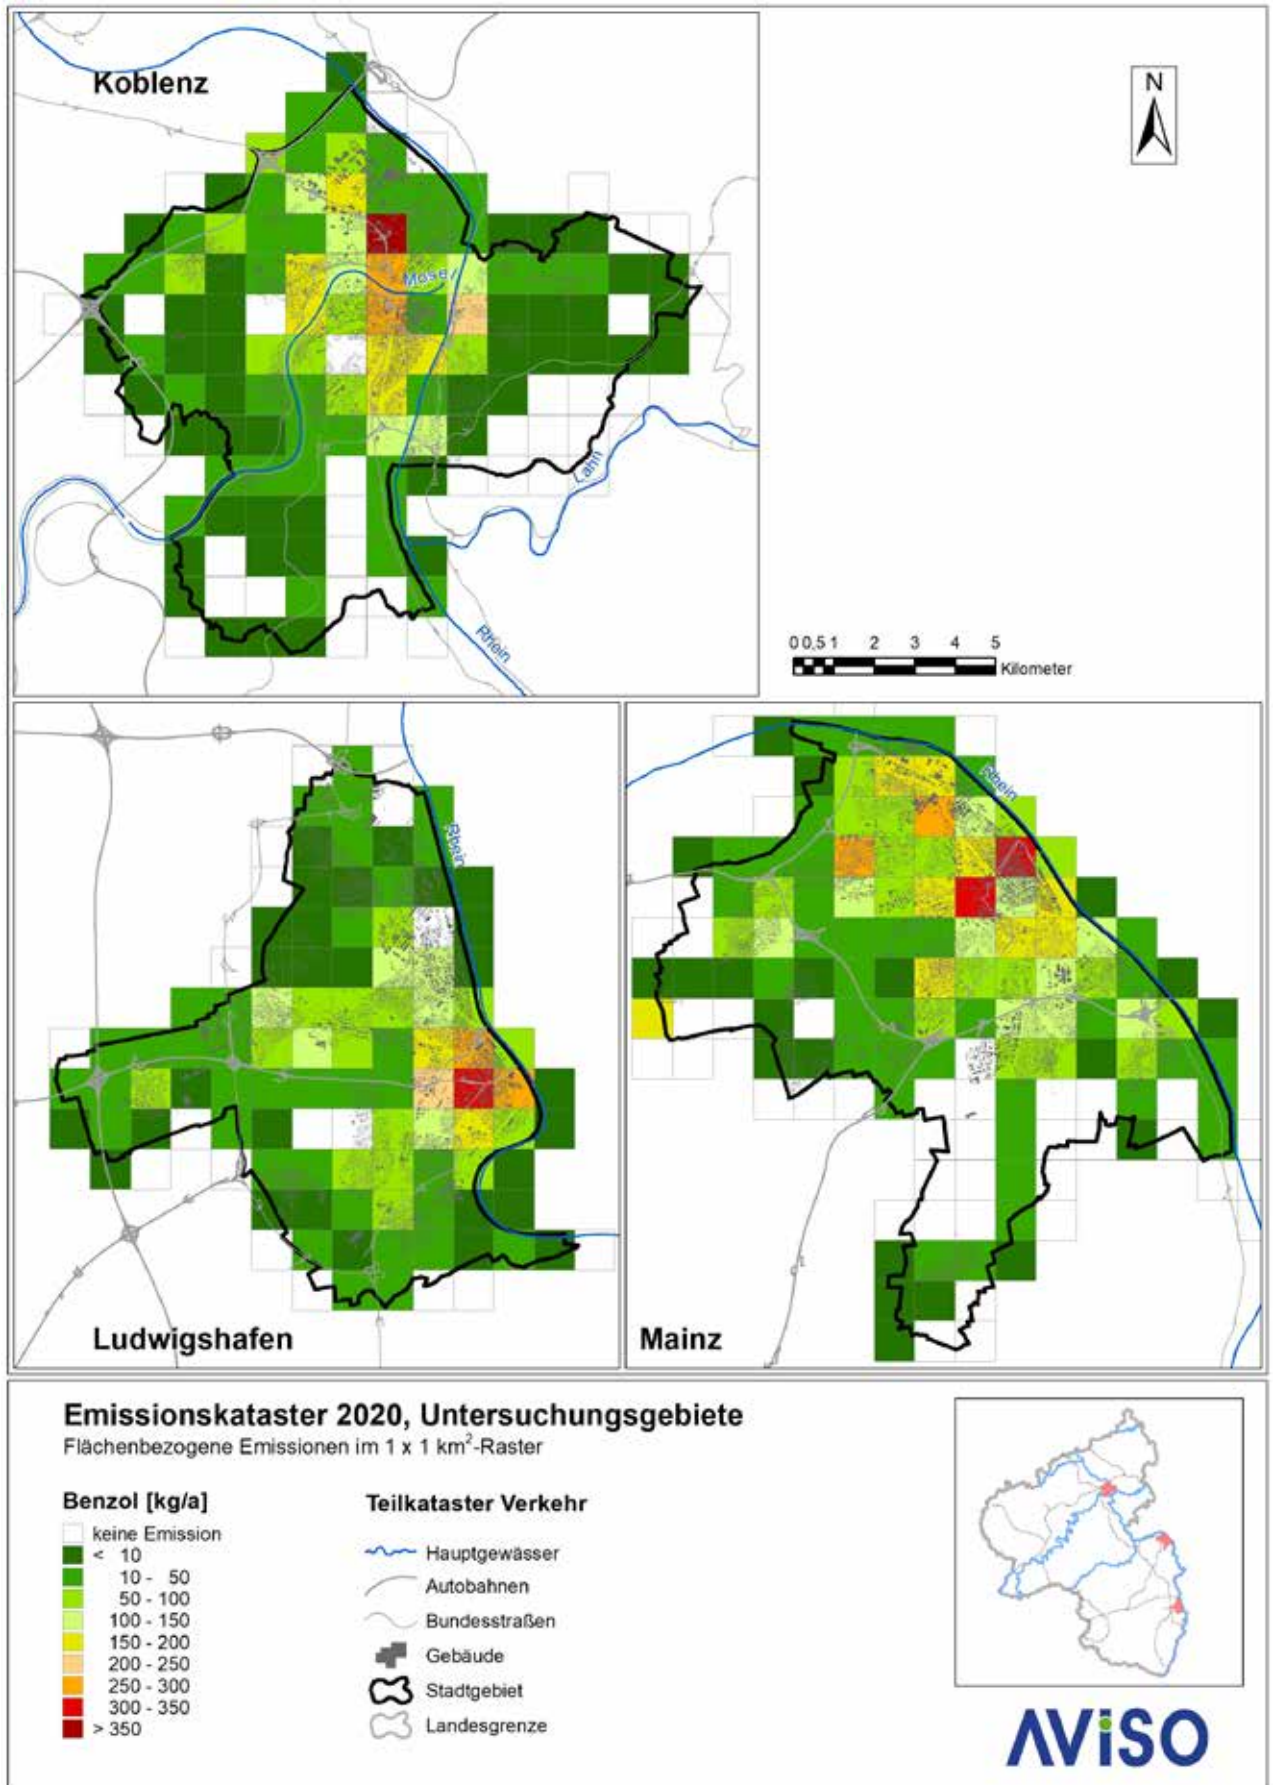 Koblenz
N
Mosel
Lahn
Rhein
0 0,5 1 2 3 4 5
Kilometer
Rhein
Ludwigshafen
Rhein
Mainz
Emissionskataster 2020, Untersuchungsgebiete
Flächenbezogene Emissionen im 1 x 1 km²-Raster
Benzol [kg/a]
keine Emission
< 10
10 - 50
50 - 100
100 - 150
150 - 200
200 - 250
250 - 300
300 - 350
> 350
Teilkataster Verkehr
Hauptgewässer
Autobahnen
Bundesstraßen
Gebäude
Stadtgebiet
Landesgrenze
AViSO